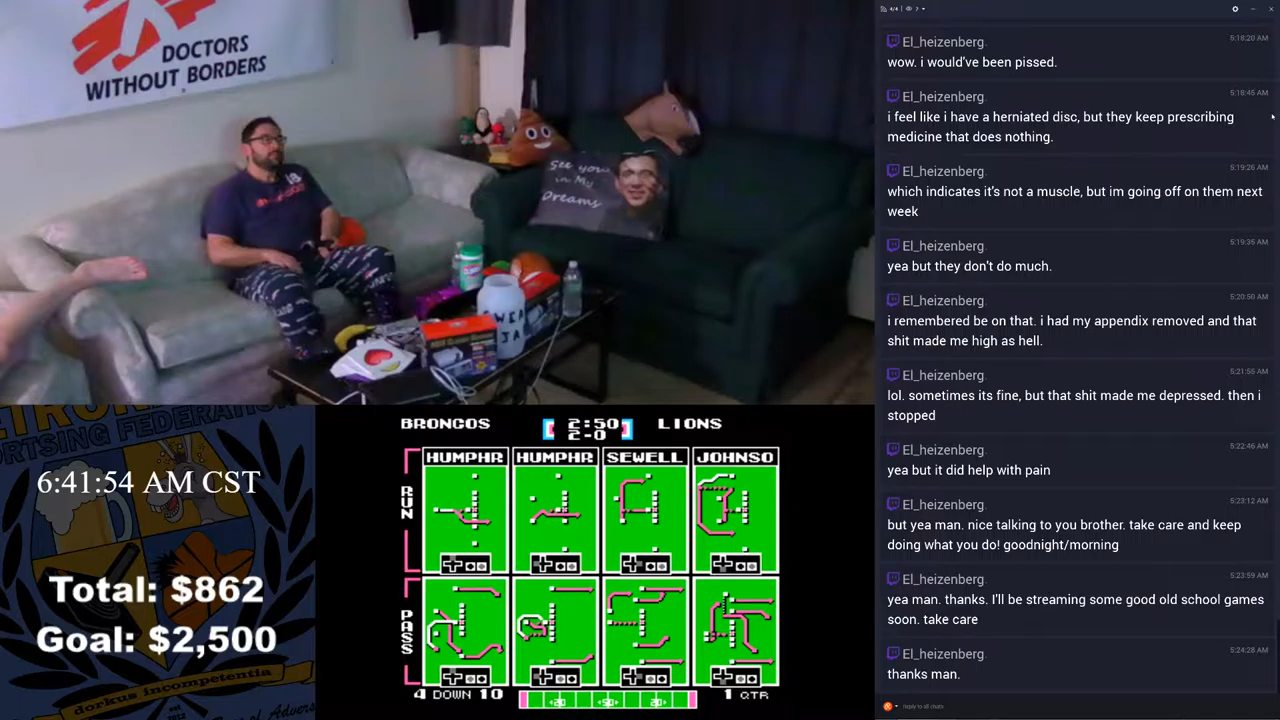 DOCTORS
WITHOUT BORDERS
See you
in My
Dreams
6:41:54 AM CST
Total: $862
Goal: $2,500
dorkus incompetentia
BRONCOS
2:50
2-0
LIONS
HUMPHR
HUMPHR
SEWELL
JOHNSO
RUN
PASS
4 DOWN 10
1 QTR
4/4
7
El_heizenberg
5:18:20 AM
wow. i would've been pissed.
El_heizenberg
5:18:45 AM
i feel like i have a herniated disc, but they keep prescribing
medicine that does nothing.
El_heizenberg
5:19:26 AM
which indicates it's not a muscle, but im going off on them next
week
El_heizenberg
5:19:36 AM
yea but they don't do much.
El_heizenberg
5:20:50 AM
i remembered be on that. i had my appendix removed and that
shit made me high as hell.
El_heizenberg
5:21:55 AM
lol. sometimes its fine, but that shit made me depressed. then i
stopped
El_heizenberg
5:22:46 AM
yea but it did help with pain
El_heizenberg
5:23:12 AM
but yea man. nice talking to you brother. take care and keep
doing what you do! goodnight/morning
El_heizenberg
5:23:59 AM
yea man. thanks. I'll be streaming some good old school games
soon. take care
El_heizenberg
5:24:28 AM
thanks man.
Reply to all chats